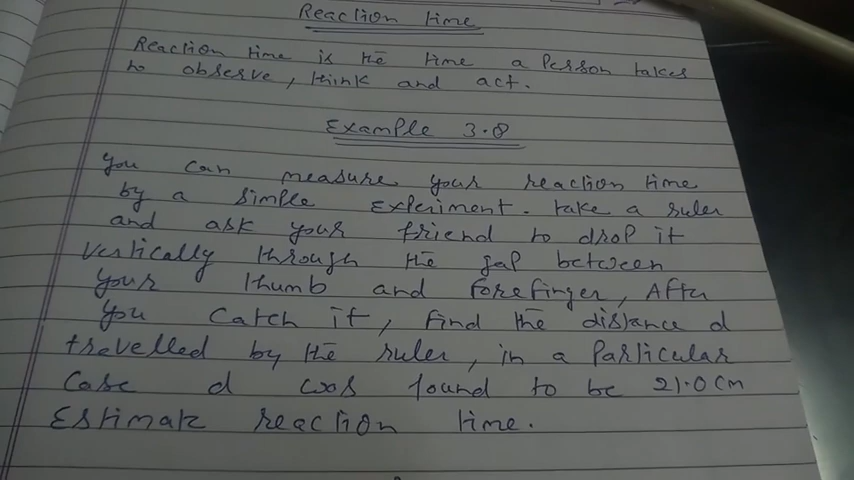 Reaction time
Reaction time is the time a Person takes
to observe, think and act.
Example 3.8
you can measure your reaction time
by a simple experiment. take a ruler
and ask your friend to drop it
vertically through the gap between
your thumb and forefinger, After
you catch it, find the distance d
travelled by the ruler, in a Particular
Case d was found to be 21.0 cm
Estimate reaction time.